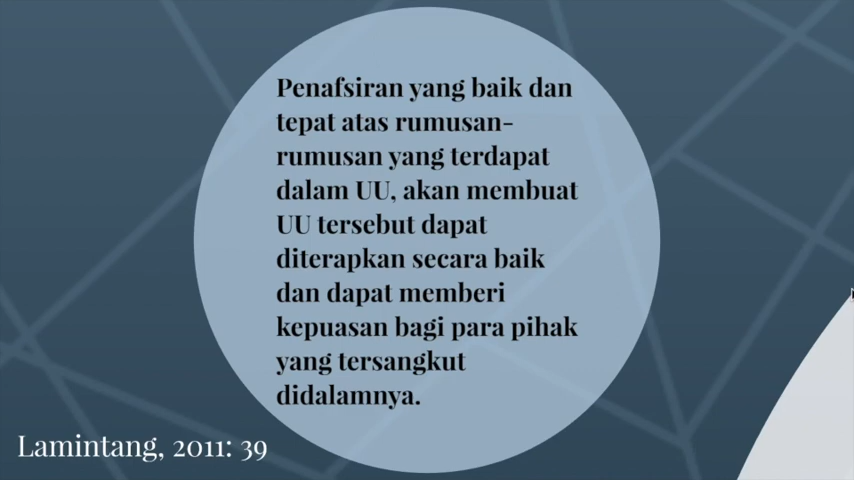 Penafsiran yang baik dan
tepat atas rumusan-
rumusan yang terdapat
dalam UU, akan membuat
UU tersebut dapat
diterapkan secara baik
dan dapat memberi
kepuasan bagi para pihak
yang tersangkut
didalamnya.
Lamintang, 2011: 39